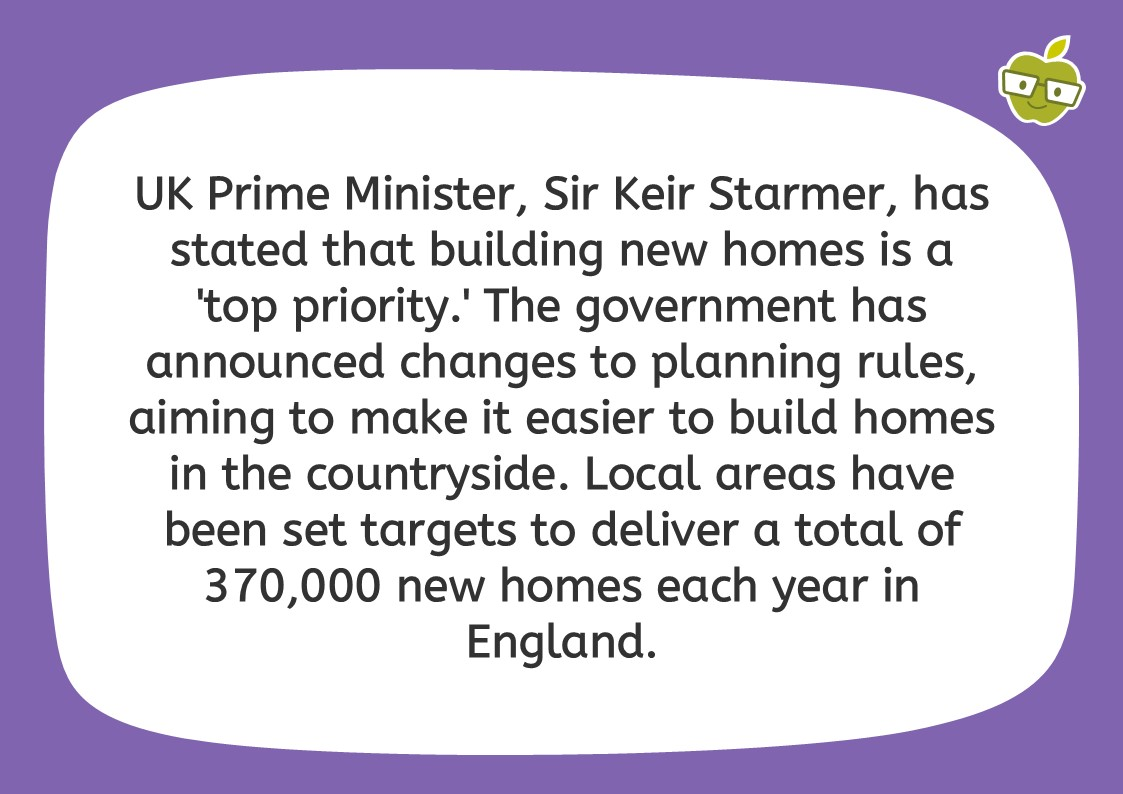 UK Prime Minister, Sir Keir Starmer, has
stated that building new homes is a
'top priority.' The government has
announced changes to planning rules,
aiming to make it easier to build homes
in the countryside. Local areas have
been set targets to deliver a total of
370,000 new homes each year in
England.